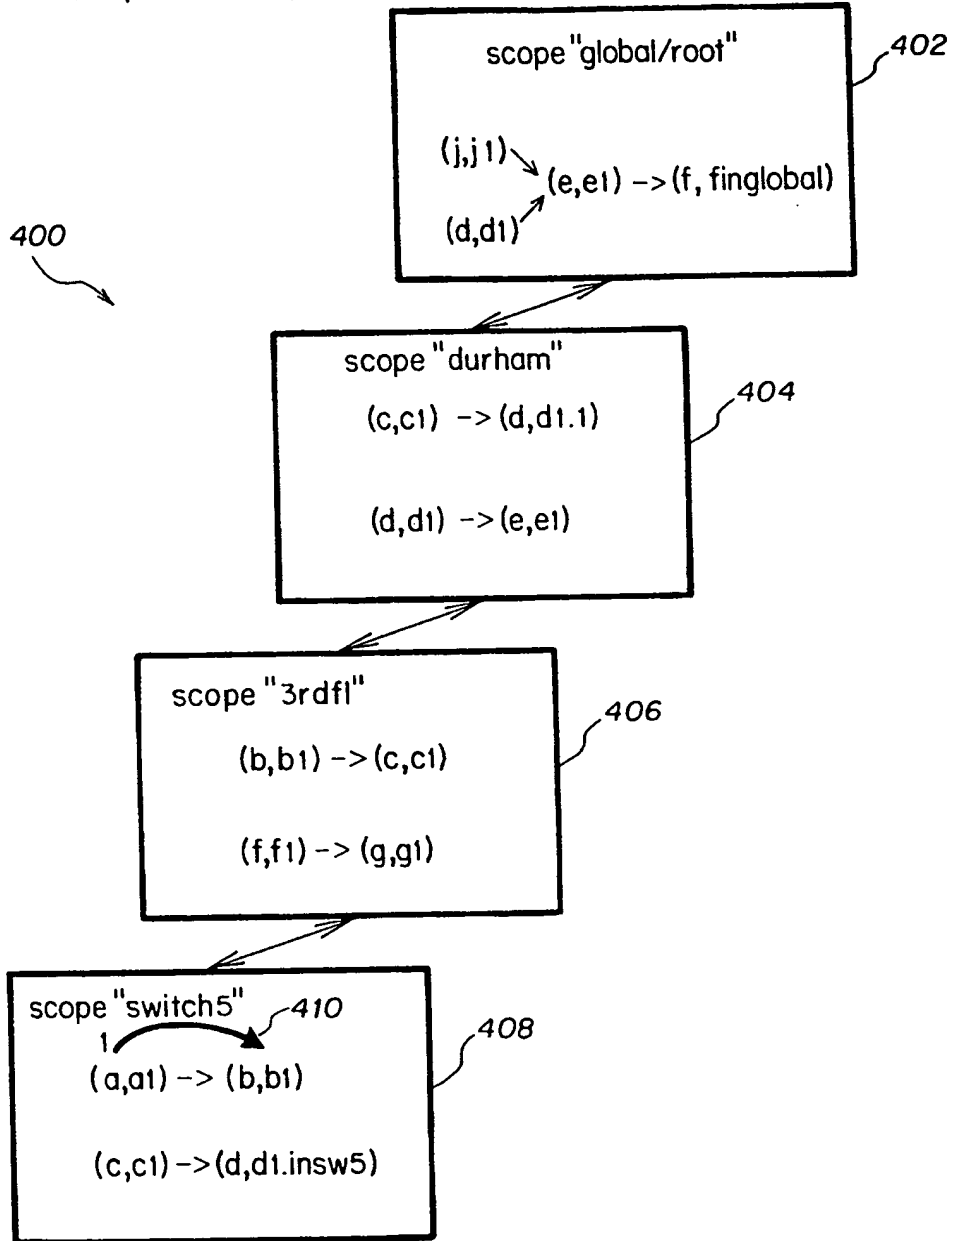 scope "global/root"
402
(j,j1)
(e,e1) -> (f, finglobal)
(d,d1)
400
scope "durham"
404
(c,c1) -> (d,d1.1)
(d,d1) -> (e,e1)
scope "3rdfl"
406
(b,b1) -> (c,c1)
(f,f1) -> (g,g1)
scope "switch5"
410
408
1
(a,a1) -> (b,b1)
(c,c1) -> (d,d1.insw5)